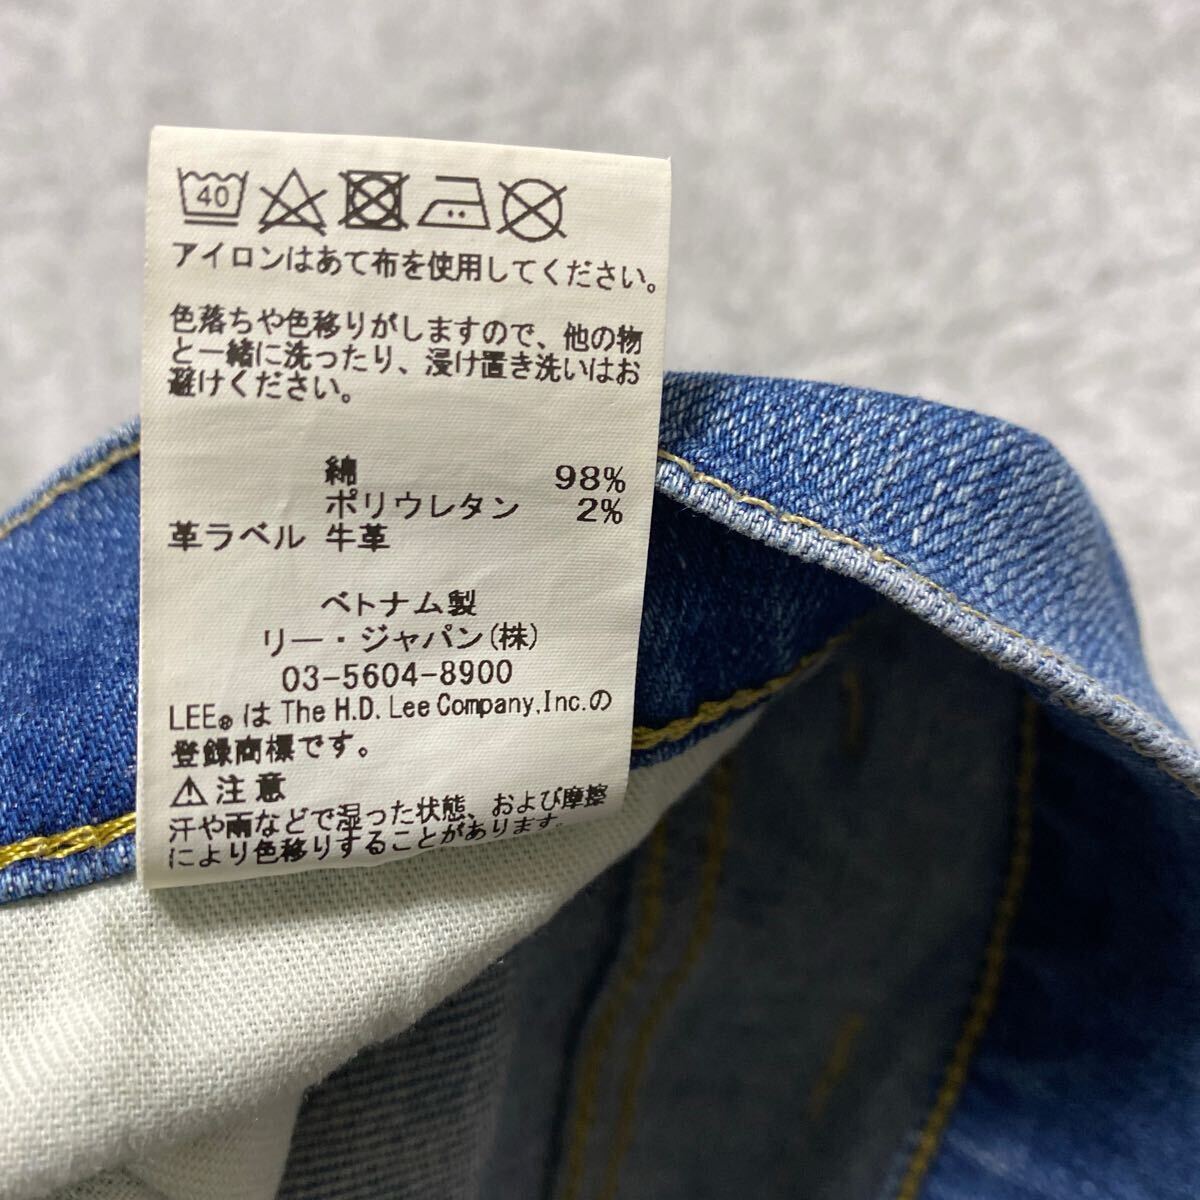 40
アイロンはあて布を使用してください。
色落ちや色移りがしますので、他の物
と一緒に洗ったり、浸け置き洗いはお
避けください。
綿 98%
ポリウレタン 2%
革ラベル 牛革
ベトナム製
リー・ジャパン(株)
03-5604-8900
LEE®は The H.D. Lee Company,Inc.の
登録商標です。
⚠注意
汗や雨などで湿った状態、および摩擦
により色移りすることがあります。